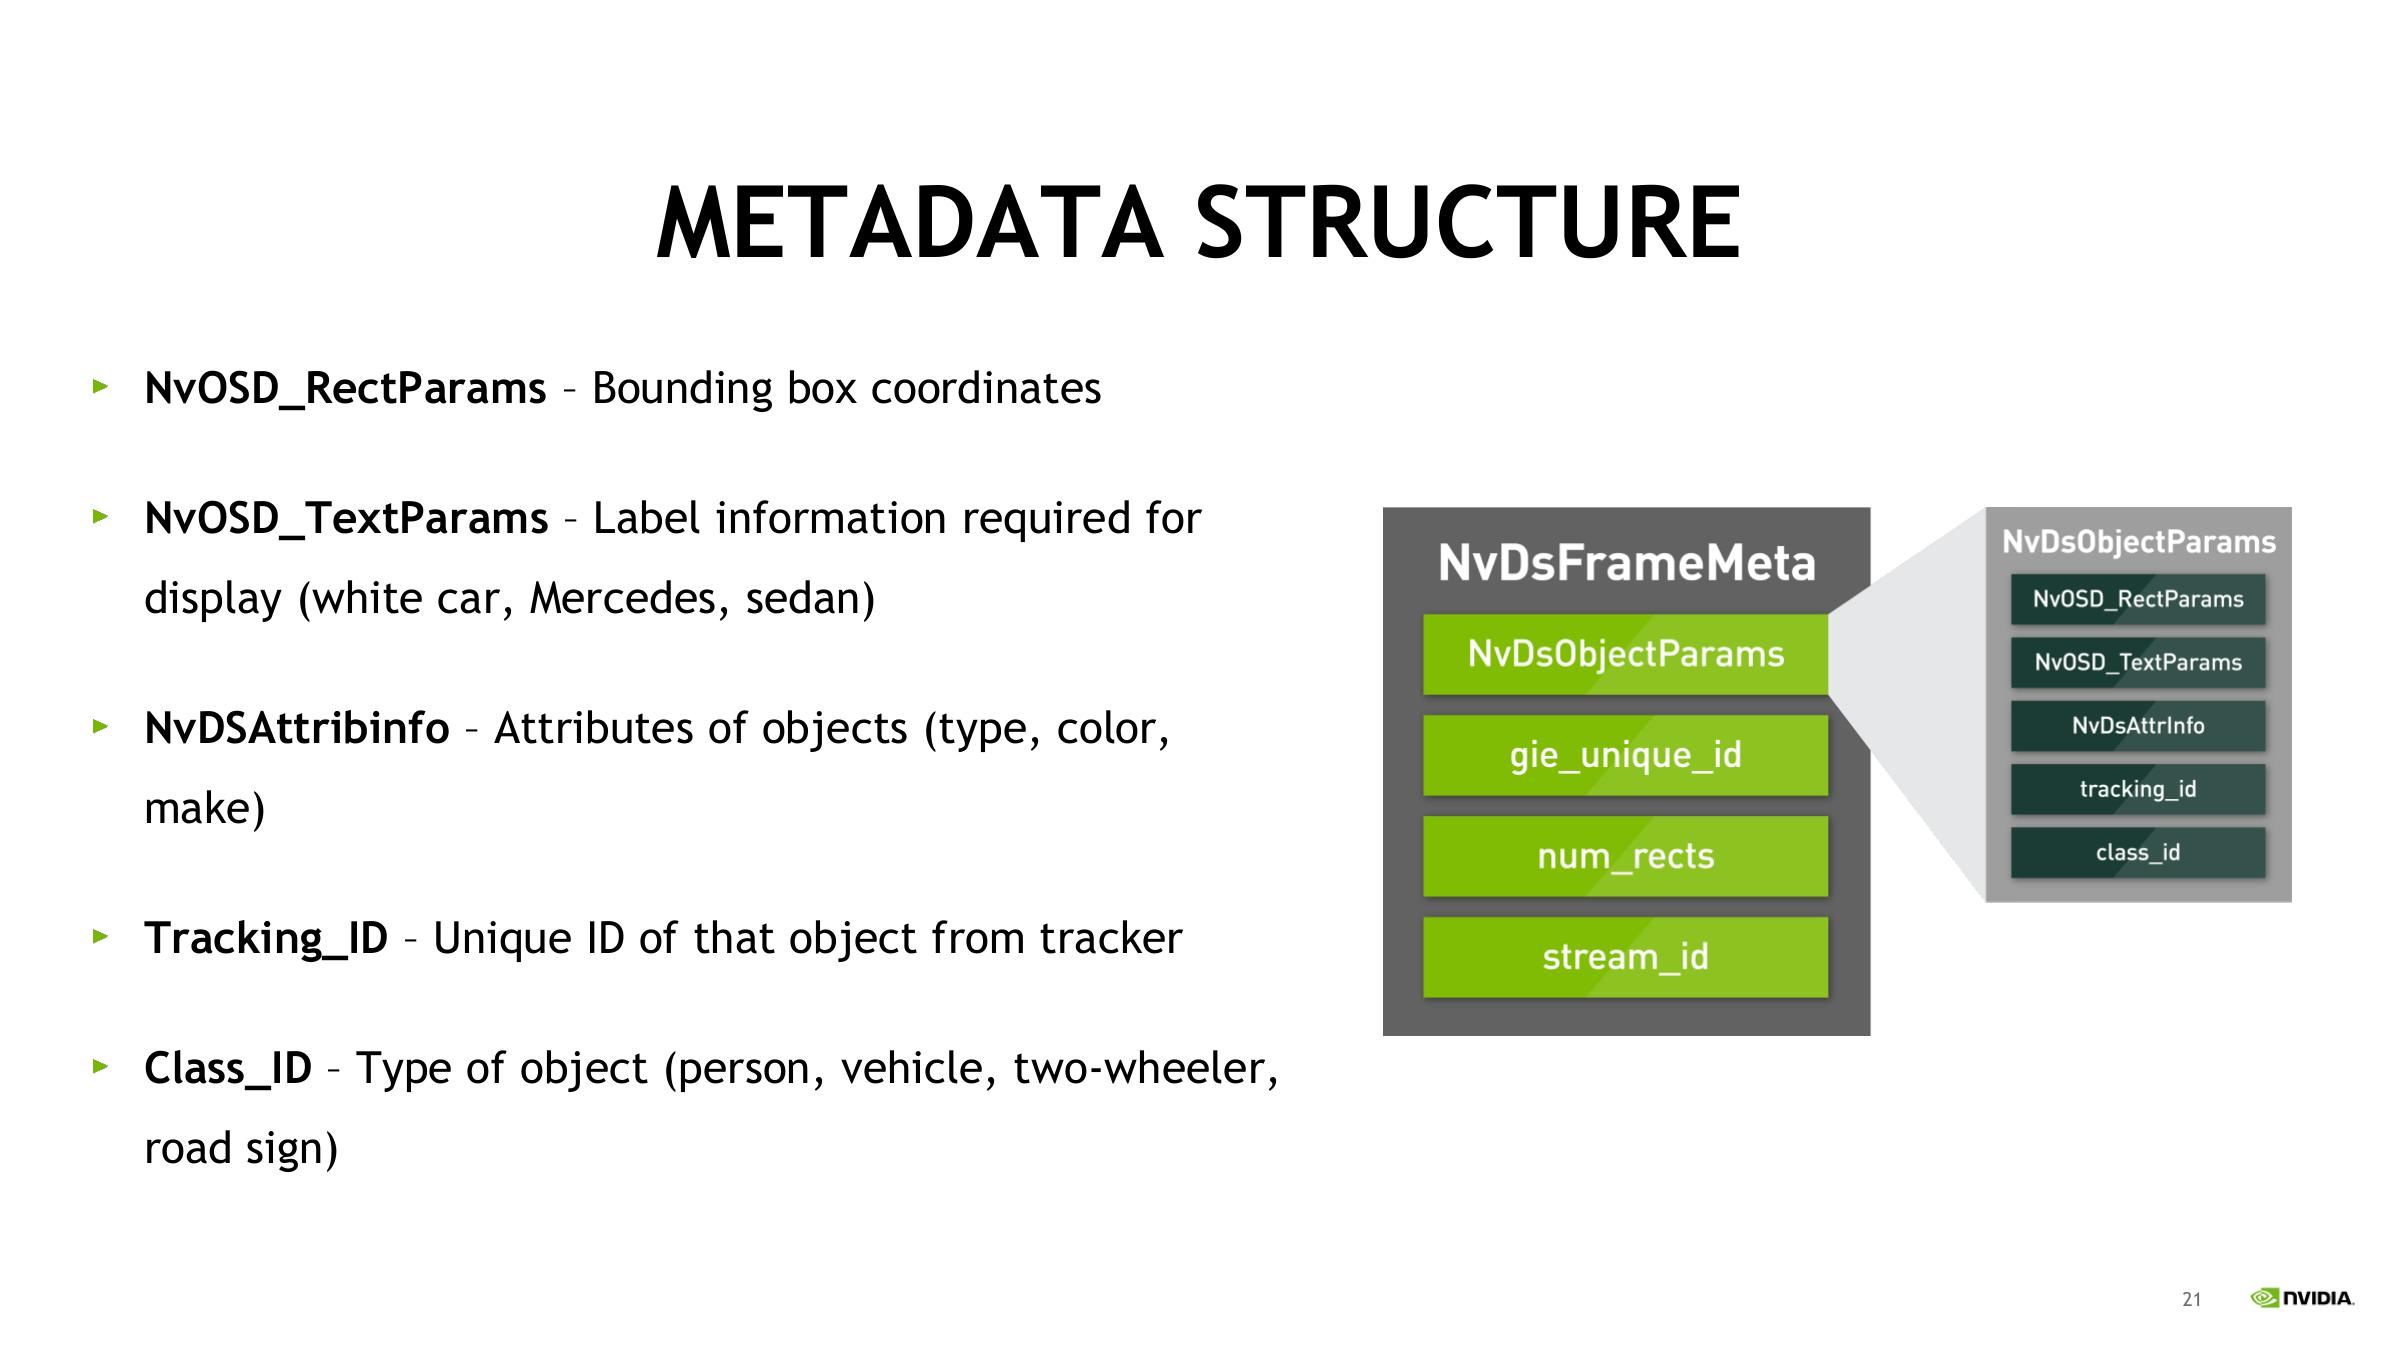 METADATA STRUCTURE
NvOSD_RectParams – Bounding box coordinates
NvOSD_TextParams – Label information required for
display (white car, Mercedes, sedan)
NvDSAttribinfo – Attributes of objects (type, color,
make)
Tracking_ID – Unique ID of that object from tracker
Class_ID – Type of object (person, vehicle, two-wheeler,
road sign)
NvDsFrameMeta
NvDsObjectParams
gie_unique_id
num_rects
stream_id
NvDsObjectParams
NvOSD_RectParams
NvOSD_TextParams
NvDsAttrInfo
tracking_id
class_id
21
NVIDIA.